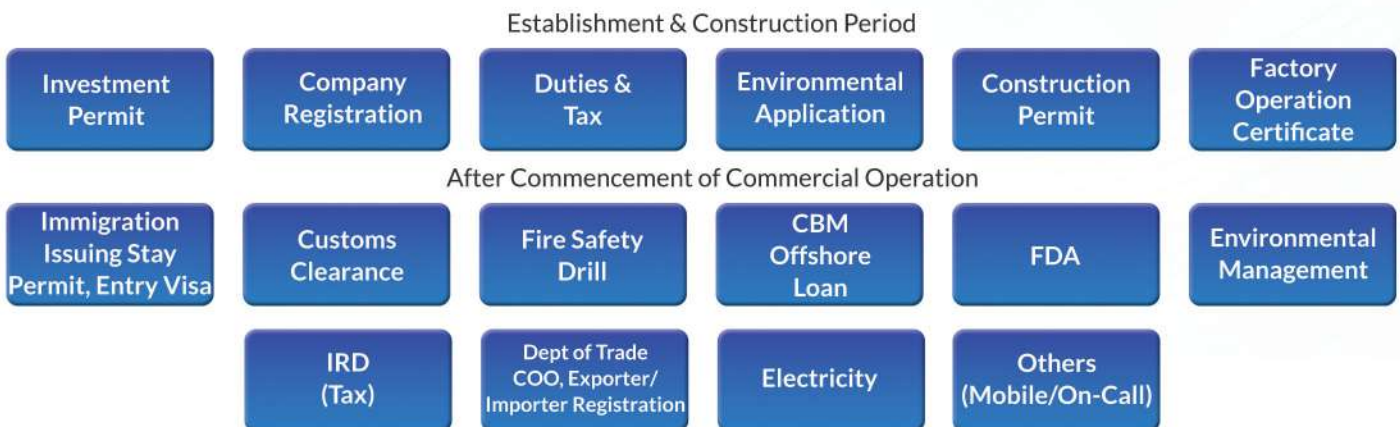 Establishment & Construction Period
Investment
Permit
Company
Registration
Duties &
Tax
Environmental
Application
Construction
Permit
Factory
Operation
Certificate
After Commencement of Commercial Operation
Immigration
Issuing Stay
Permit, Entry Visa
Customs
Clearance
Fire Safety
Drill
CBM
Offshore
Loan
FDA
Environmental
Management
IRD
(Tax)
Dept of Trade
COO, Exporter/
Importer Registration
Electricity
Others
(Mobile/On-Call)